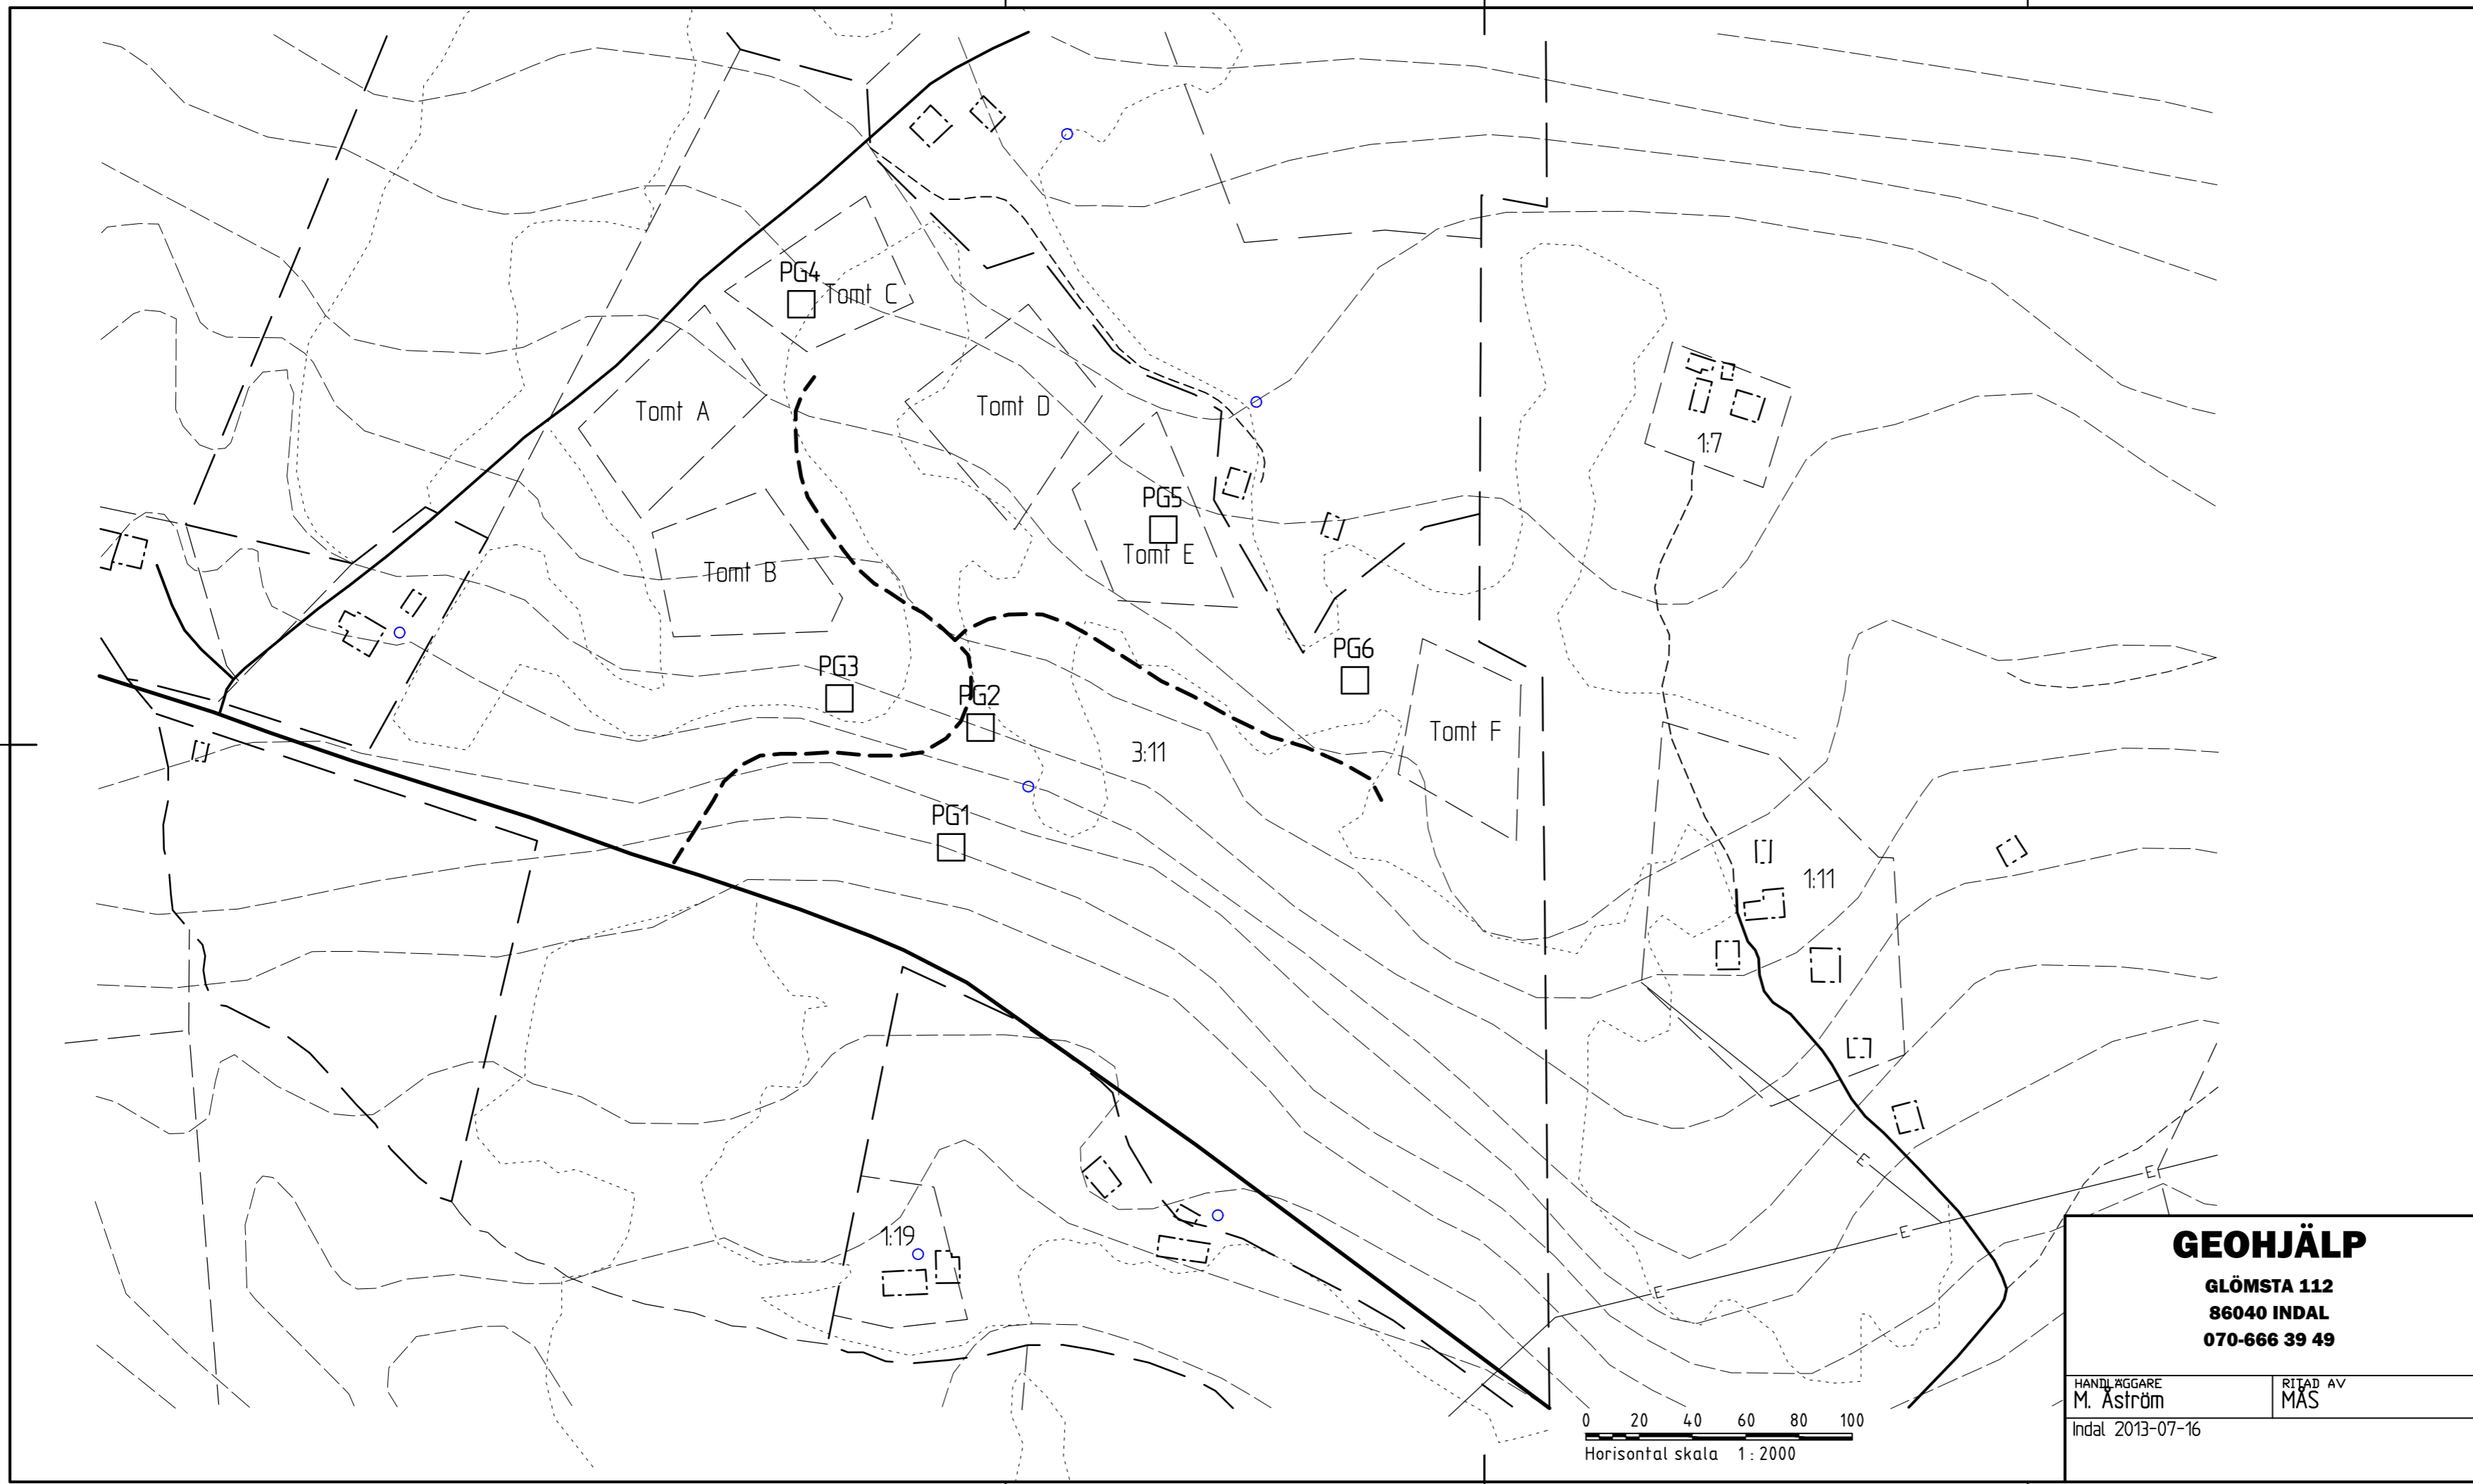 PG4
Tomt C
Tomt A
Tomt D
1:7
PG5
Tomt E
Tomt B
PG3
PG2
PG6
3:11
Tomt F
PG1
1:11
E
E
E
E
1:19
GEOHJÄLP
GLÖMSTA 112
86040 INDAL
070-666 39 49
HANDLÄGGARE
M. Åström
RITAD AV
MÅS
Indal 2013-07-16
0 20 40 60 80 100
Horisontal skala 1:2000